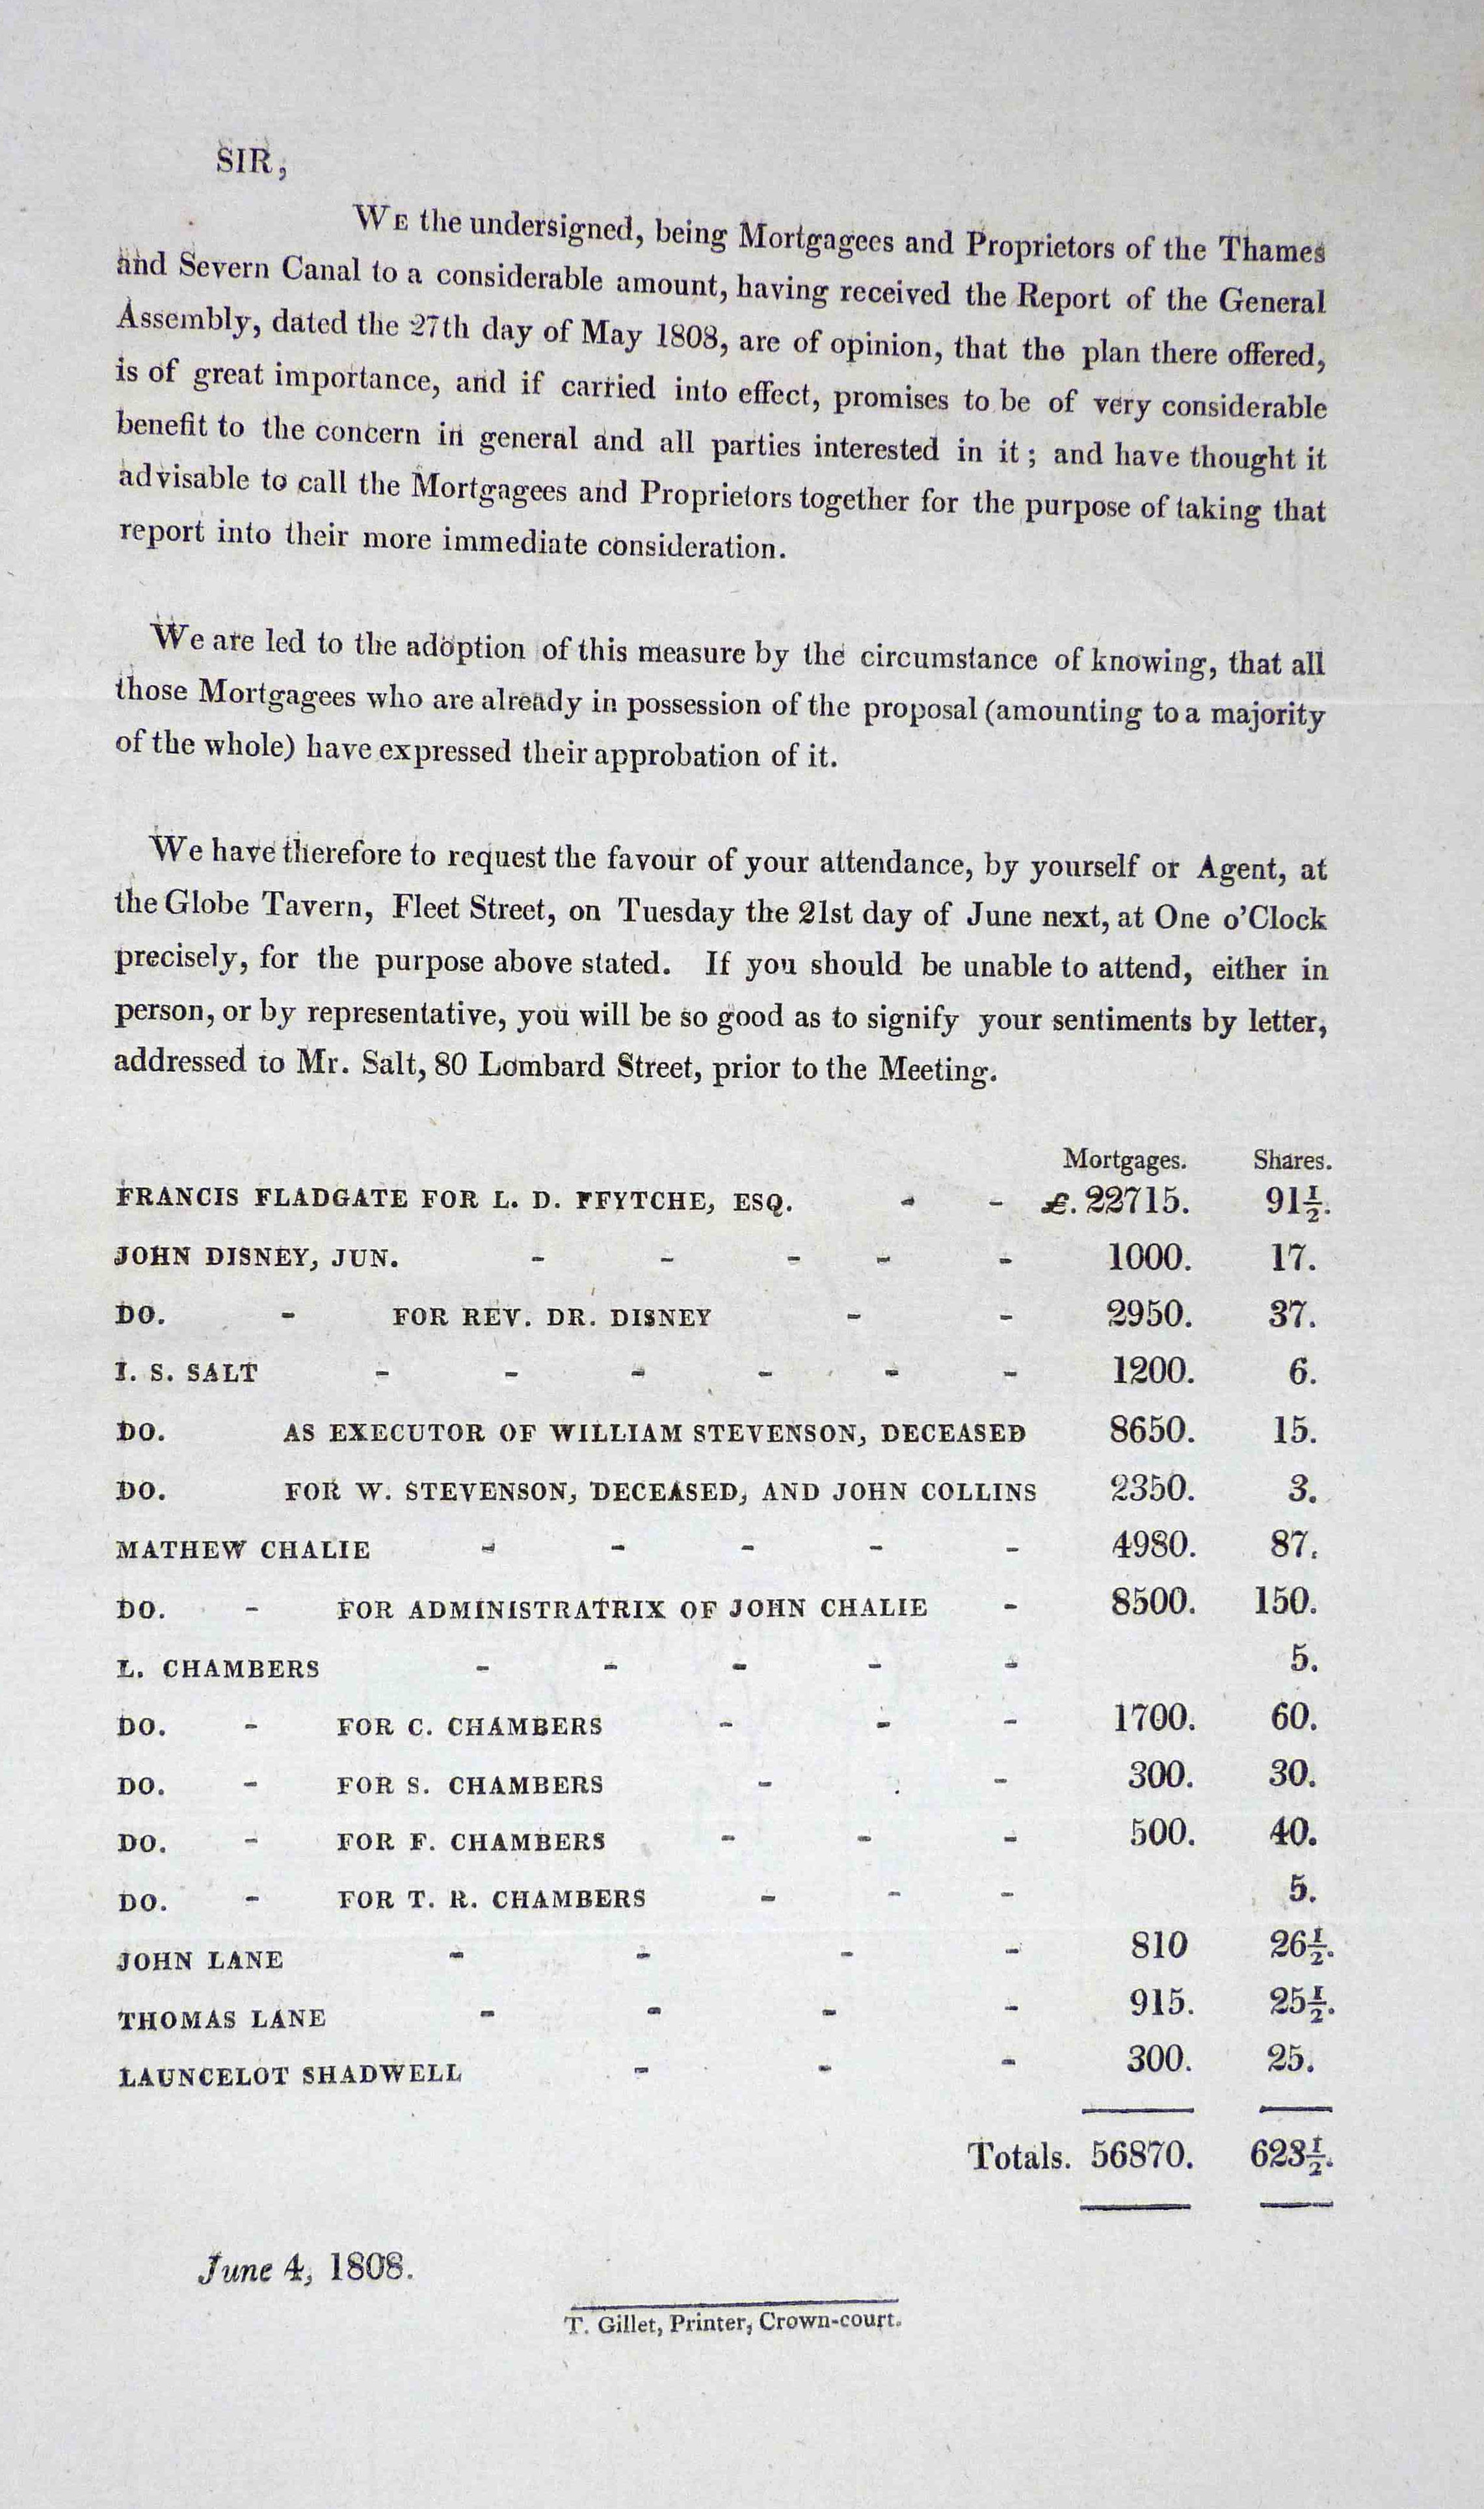 SIR,
WE the undersigned, being Mortgagees and Proprietors of the Thames
and Severn Canal to a considerable amount, having received the Report of the General
Assembly, dated the 27th day of May 1808, are of opinion, that the plan there offered,
is of great importance, and if carried into effect, promises to be of very considerable
benefit to the concern in general and all parties interested in it; and have thought it
advisable to call the Mortgagees and Proprietors together for the purpose of taking that
report into their more immediate consideration.
We are led to the adoption of this measure by the circumstance of knowing, that all
those Mortgagees who are already in possession of the proposal (amounting to a majority
of the whole) have expressed their approbation of it.
We have therefore to request the favour of your attendance, by yourself or Agent, at
the Globe Tavern, Fleet Street, on Tuesday the 21st day of June next, at One o'Clock
precisely, for the purpose above stated. If you should be unable to attend, either in
person, or by representative, you will be so good as to signify your sentiments by letter,
addressed to Mr. Salt, 80 Lombard Street, prior to the Meeting.
Mortgages. Shares.
FRANCIS FLADGATE FOR L. D. FFYTCHE, ESQ. - - £. 22715. 91½.
JOHN DISNEY, JUN. - - - - - 1000. 17.
DO. - FOR REV. DR. DISNEY - - 2950. 37.
I. S. SALT - - - - - - 1200. 6.
DO. AS EXECUTOR OF WILLIAM STEVENSON, DECEASED 8650. 15.
DO. FOR W. STEVENSON, DECEASED, AND JOHN COLLINS 2350. 3.
MATHEW CHALIE - - - - - 4980. 87.
DO. - FOR ADMINISTRATRIX OF JOHN CHALIE - 8500. 150.
L. CHAMBERS - - - - - 5.
DO. - FOR C. CHAMBERS - - - 1700. 60.
DO. - FOR S. CHAMBERS - . - 300. 30.
DO. - FOR F. CHAMBERS - - - 500. 40.
DO. - FOR T. R. CHAMBERS - - - 5.
JOHN LANE - - - - 810 26½.
THOMAS LANE - - - - 915. 25½.
LAUNCELOT SHADWELL - - - 300. 25.
Totals. 56870. 623½.
June 4, 1808.
T. Gillet, Printer, Crown-court.